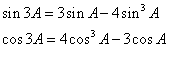 sin 3A = 3 sin A − 4 sin³ A
cos 3A = 4 cos³ A − 3 cos A